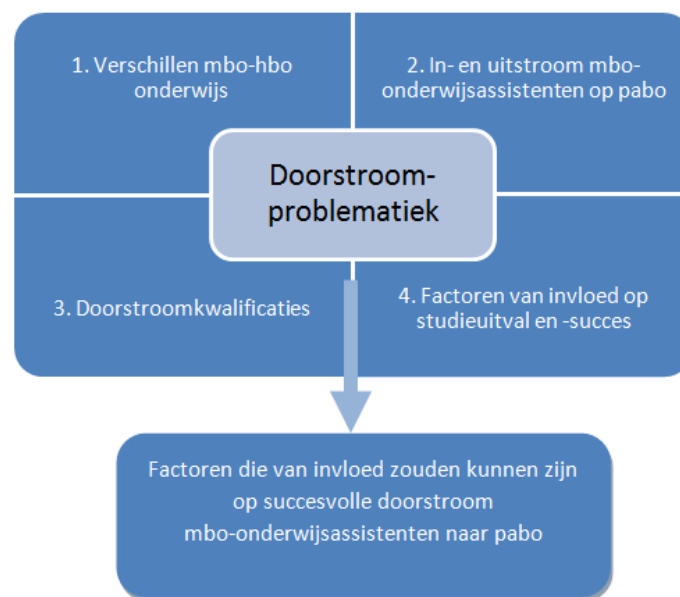 1. Verschillen mbo-hbo
onderwijs
2. In- en uitstroom mbo-
onderwijsassistenten op pabo
Doorstroom-
problematiek
3. Doorstroomkwalificaties
4. Factoren van invloed op
studieuitval en -succes
Factoren die van invloed zouden kunnen zijn
op succesvolle doorstroom
mbo-onderwijsassistenten naar pabo